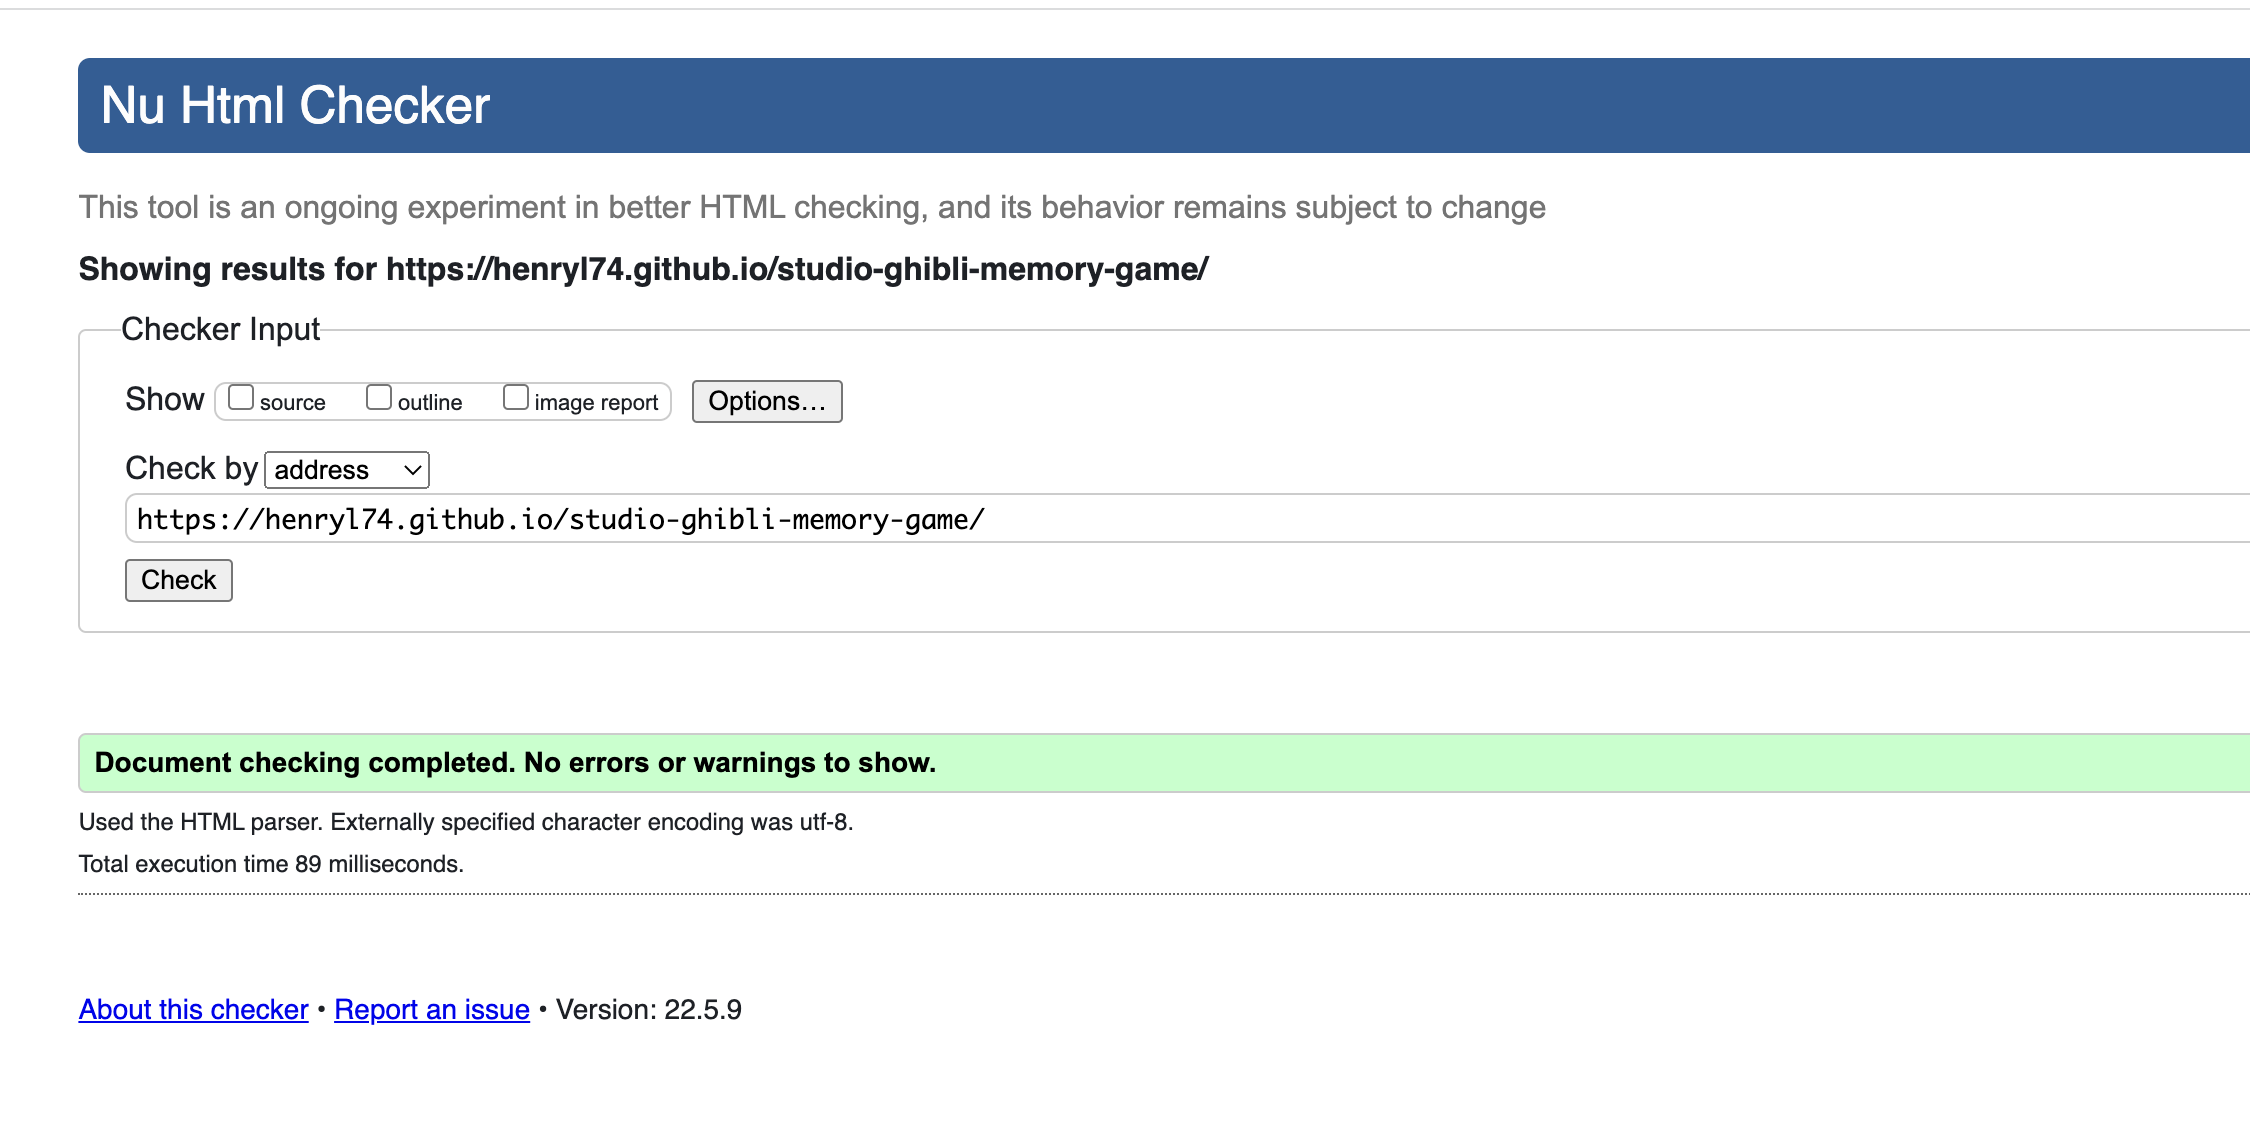 Nu Html Checker
This tool is an ongoing experiment in better HTML checking, and its behavior remains subject to change
Showing results for https://henryl74.github.io/studio-ghibli-memory-game/
Checker Input
Show source outline image report Options...
Check by address
https://henryl74.github.io/studio-ghibli-memory-game/
Check
Document checking completed. No errors or warnings to show.
Used the HTML parser. Externally specified character encoding was utf-8.
Total execution time 89 milliseconds.
About this checker • Report an issue • Version: 22.5.9